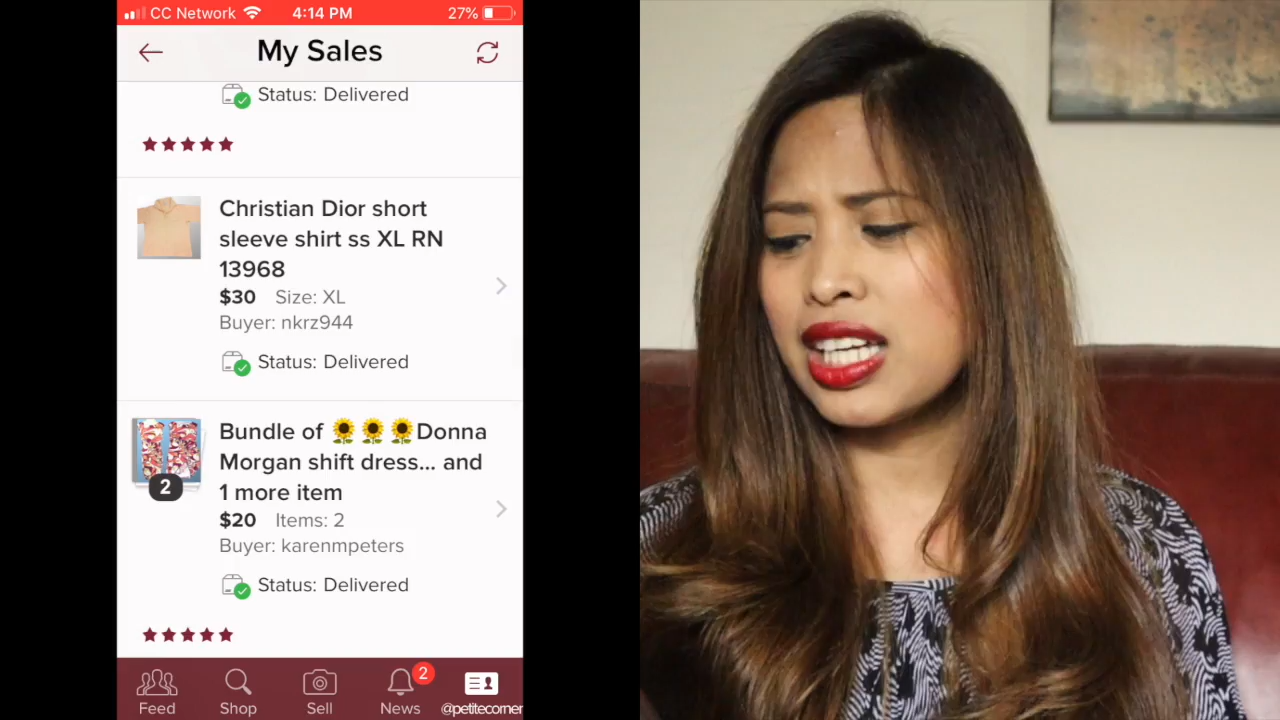 CC Network 4:14 PM 27%
My Sales
Status: Delivered
Christian Dior short
sleeve shirt ss XL RN
13968
$30 Size: XL
Buyer: nkrz944
Status: Delivered
Bundle of 🌻🌻🌻Donna
Morgan shift dress... and
1 more item
2
$20 Items: 2
Buyer: karenmpeters
Status: Delivered
2
Feed Shop Sell News @petitecorner